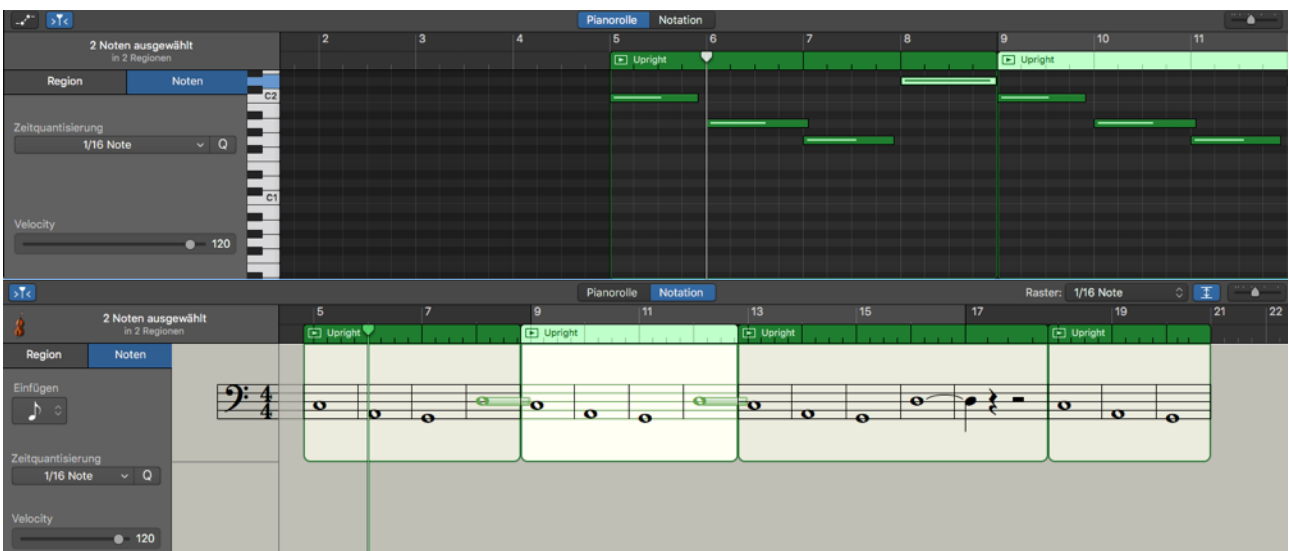 Pianorolle Notation
2 Noten ausgewählt
in 2 Regionen
2 3 4 5 6 7 8 9 10 11
Upright Upright
Region Noten
C2
Zeitquantisierung
1/16 Note Q
C1
Velocity
120
Pianorolle Notation Raster: 1/16 Note
2 Noten ausgewählt
in 2 Regionen
5 7 9 11 13 15 17 19 21 22
Upright Upright Upright Upright
Region Noten
Einfügen
4
4
Zeitquantisierung
1/16 Note Q
Velocity
120